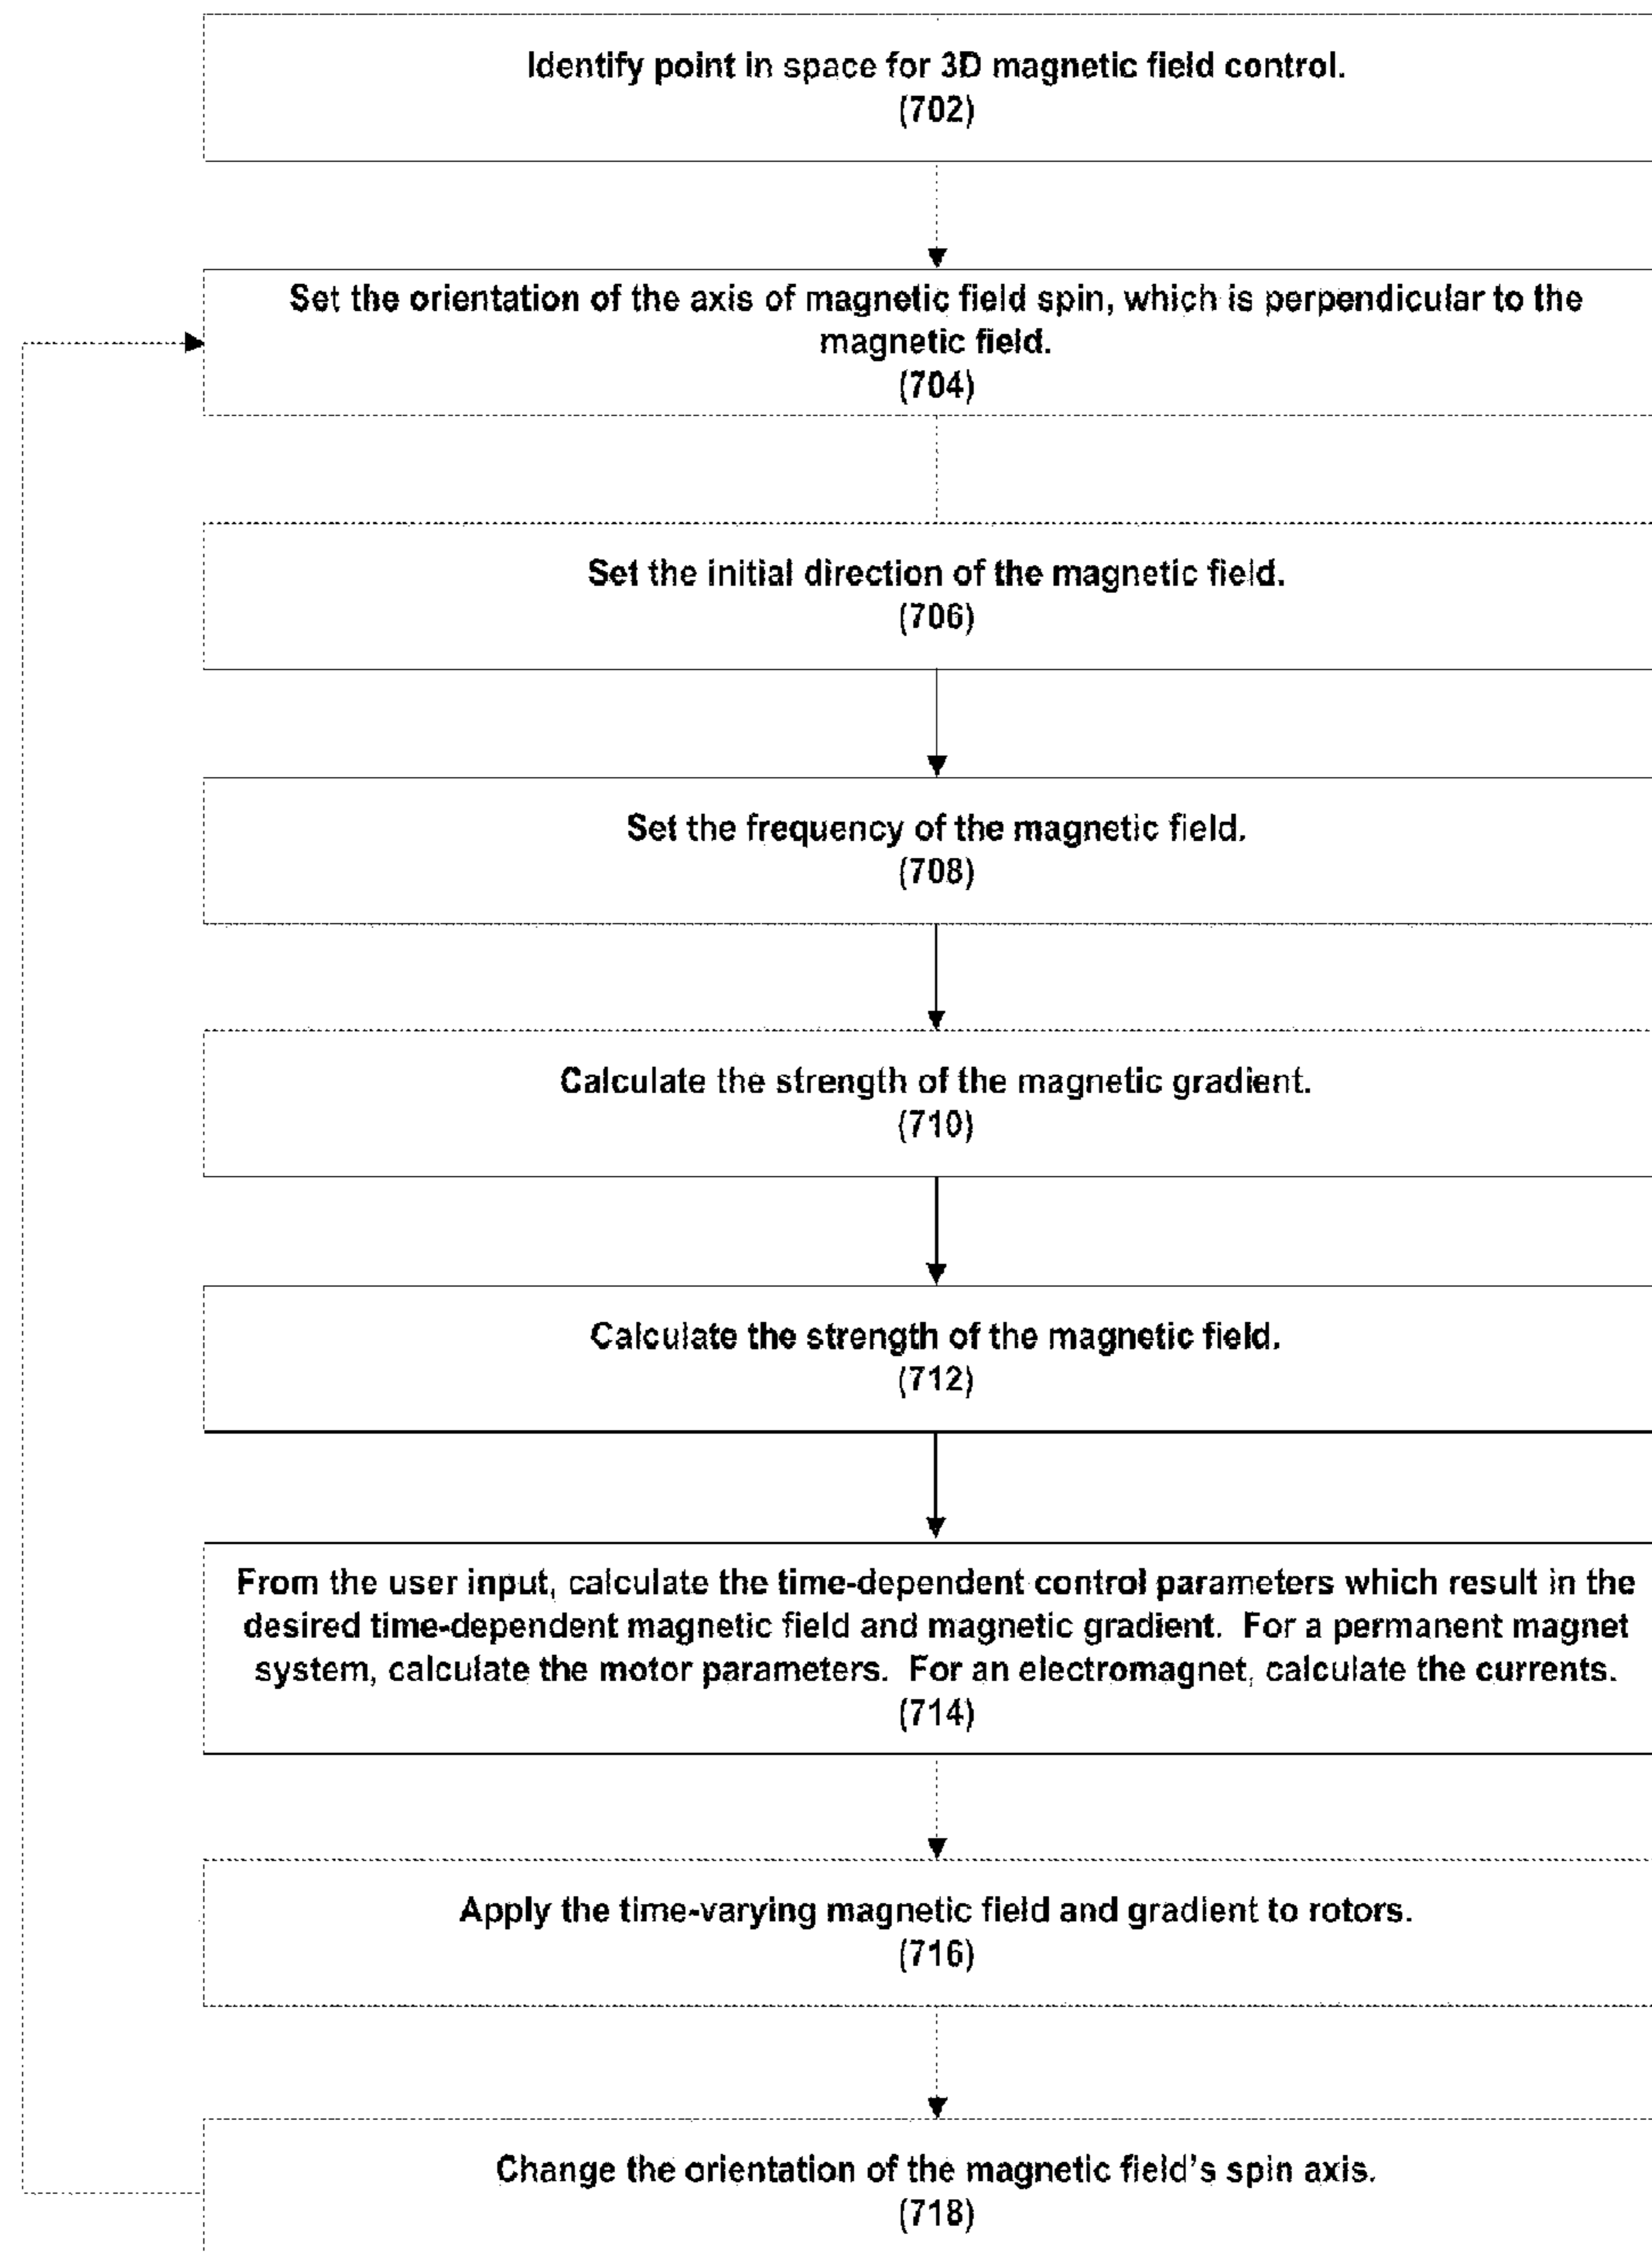 Identify point in space for 3D magnetic field control.
(702)
Set the orientation of the axis of magnetic field spin, which is perpendicular to the
magnetic field.
(704)
Set the initial direction of the magnetic field.
(706)
Set the frequency of the magnetic field.
(708)
Calculate the strength of the magnetic gradient.
(710)
Calculate the strength of the magnetic field.
(712)
From the user input, calculate the time-dependent control parameters which result in the
desired time-dependent magnetic field and magnetic gradient. For a permanent magnet
system, calculate the motor parameters. For an electromagnet, calculate the currents.
(714)
Apply the time-varying magnetic field and gradient to rotors.
(716)
Change the orientation of the magnetic field's spin axis.
(718)